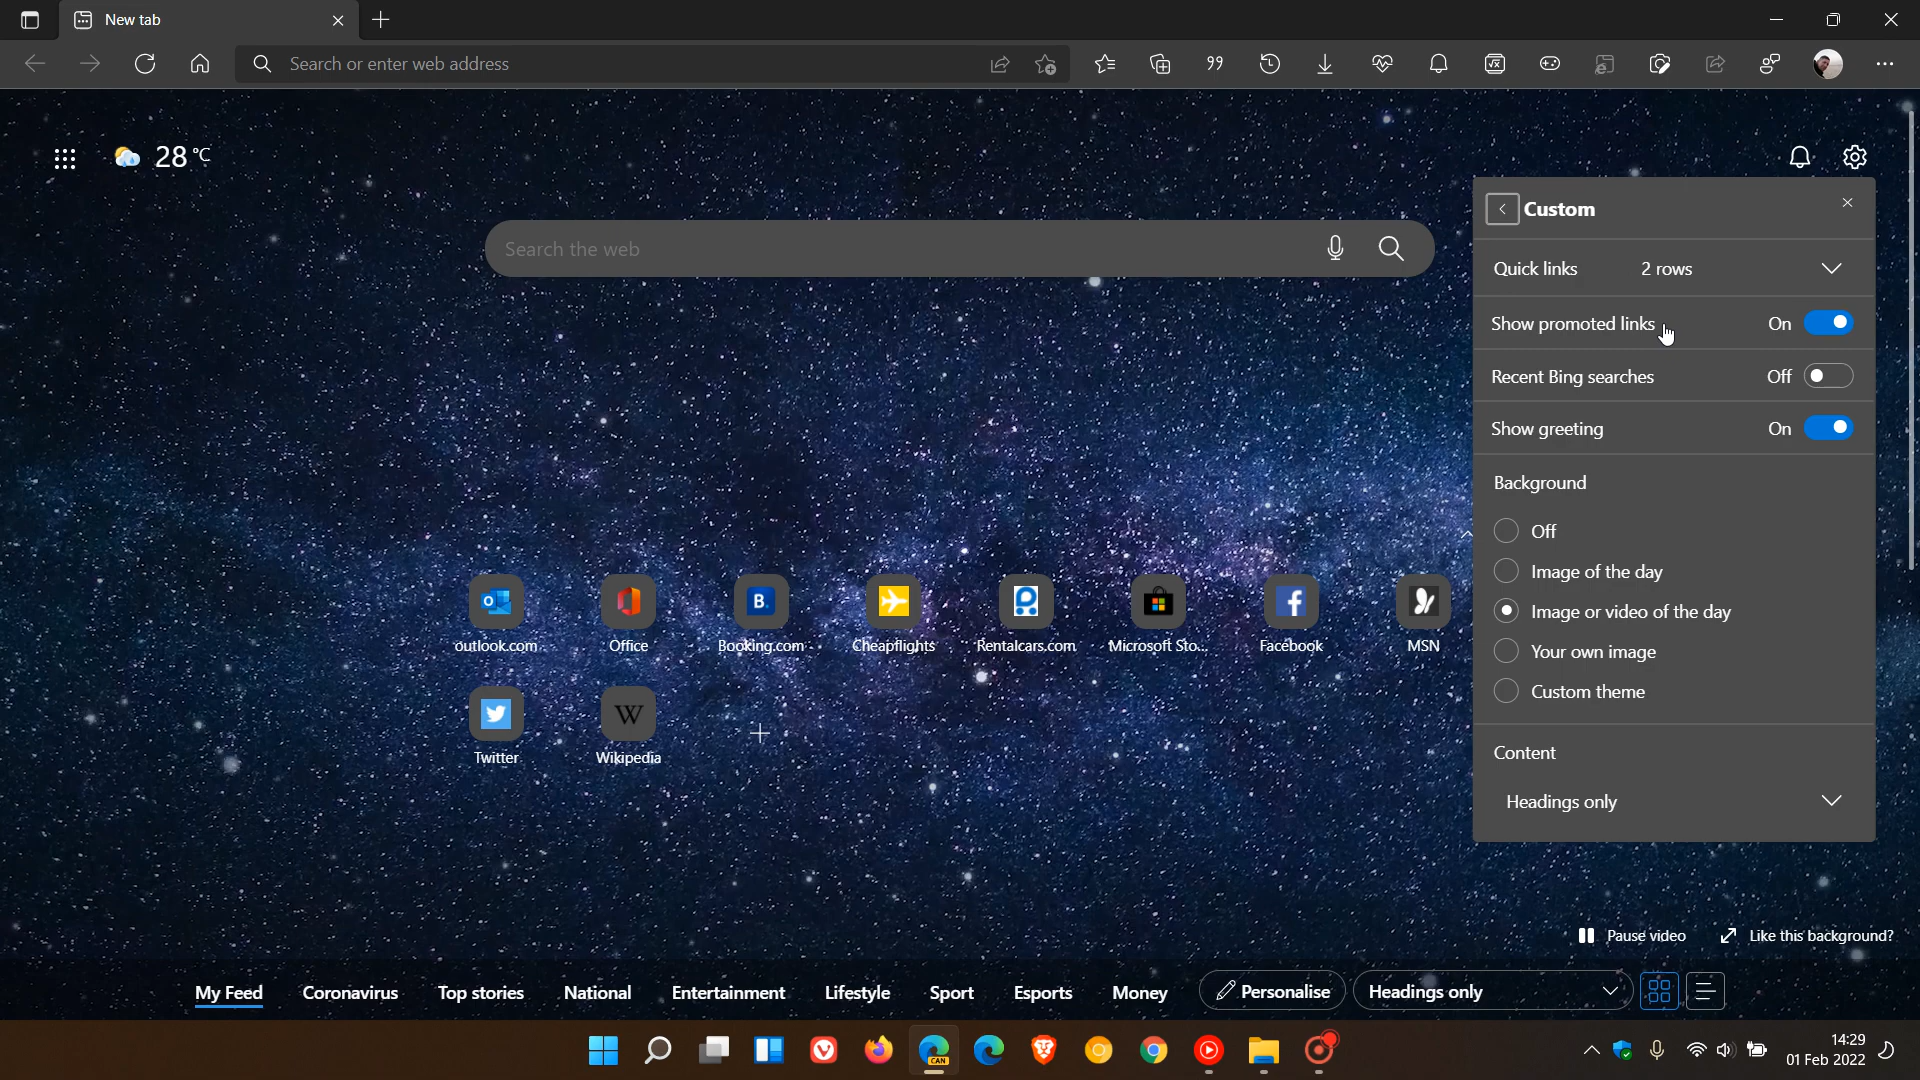 New tab
Search or enter web address
28 °C
Search the web
Custom
Quick links 2 rows
Show promoted links On
Recent Bing searches Off
Show greeting On
Background
Off
Image of the day
Image or video of the day
Your own image
Custom theme
Content
Headings only
outlook.com Office B. Booking.com Cheapflights Rentalcars.com Microsoft Sto... Facebook MSN
Twitter W Wikipedia
Pause video Like this background?
My Feed Coronavirus Top stories National Entertainment Lifestyle Sport Esports Money Personalise Headings only
CAN
14:29
01 Feb 2022